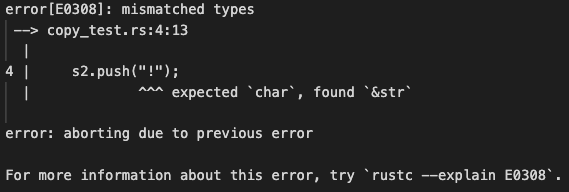 error[E0308]: mismatched types
 --> copy_test.rs:4:13
  |
4 |     s2.push("!");
  |             ^^^ expected `char`, found `&str`

error: aborting due to previous error

For more information about this error, try `rustc --explain E0308`.